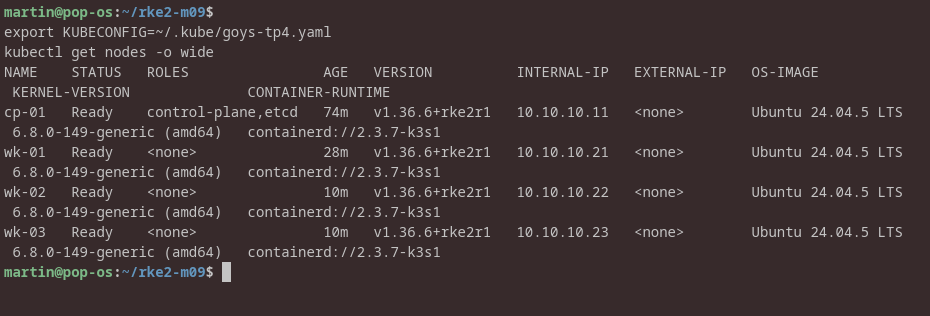 martin@pop-os:~/rke2-m09$
export KUBECONFIG=~/.kube/goys-tp4.yaml
kubectl get nodes -o wide
NAME    STATUS   ROLES                AGE   VERSION          INTERNAL-IP   EXTERNAL-IP   OS-IMAGE
 KERNEL-VERSION              CONTAINER-RUNTIME
cp-01   Ready    control-plane,etcd   74m   v1.36.6+rke2r1   10.10.10.11   <none>        Ubuntu 24.04.5 LTS
 6.8.0-149-generic (amd64)   containerd://2.3.7-k3s1
wk-01   Ready    <none>               28m   v1.36.6+rke2r1   10.10.10.21   <none>        Ubuntu 24.04.5 LTS
 6.8.0-149-generic (amd64)   containerd://2.3.7-k3s1
wk-02   Ready    <none>               10m   v1.36.6+rke2r1   10.10.10.22   <none>        Ubuntu 24.04.5 LTS
 6.8.0-149-generic (amd64)   containerd://2.3.7-k3s1
wk-03   Ready    <none>               10m   v1.36.6+rke2r1   10.10.10.23   <none>        Ubuntu 24.04.5 LTS
 6.8.0-149-generic (amd64)   containerd://2.3.7-k3s1
martin@pop-os:~/rke2-m09$